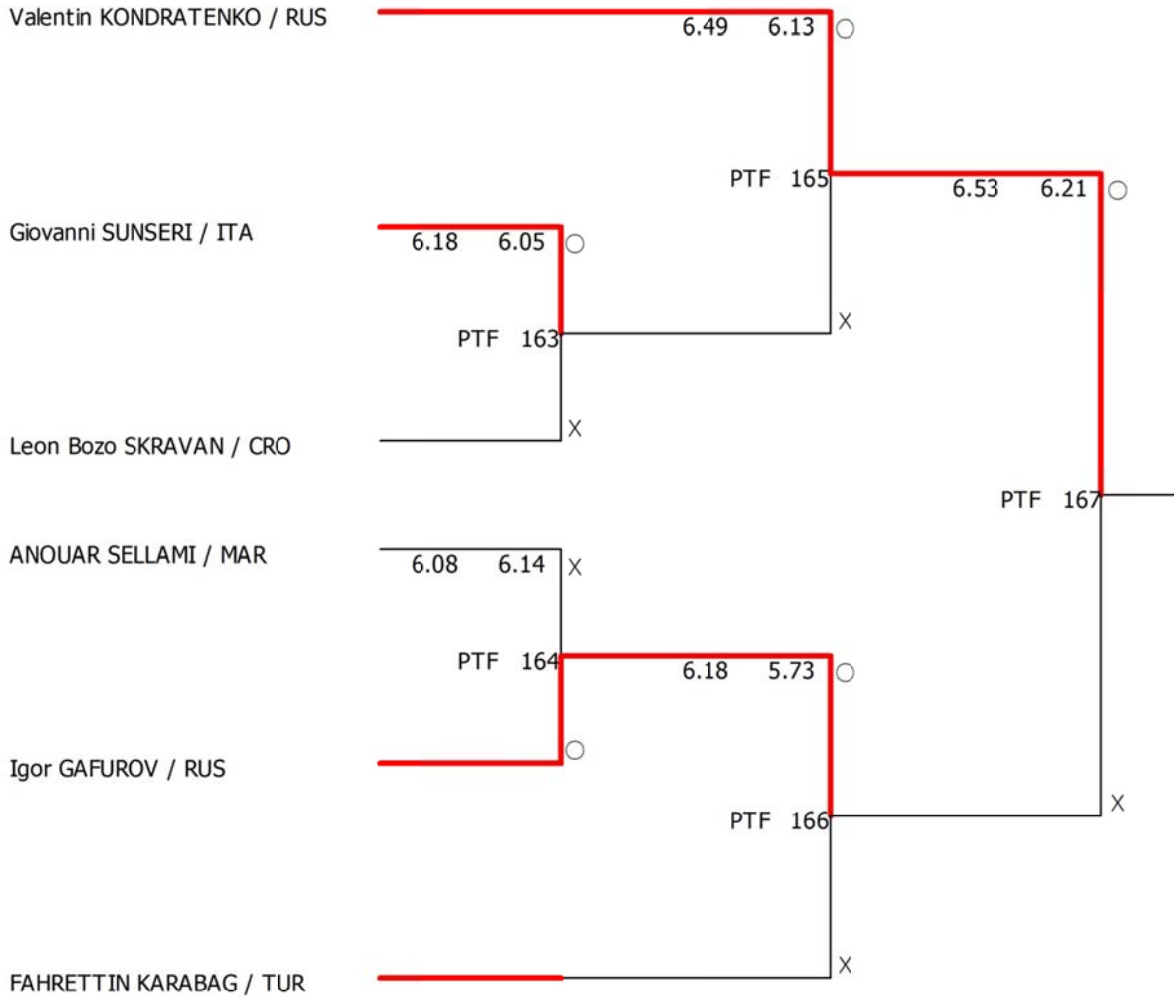 Valentin KONDRATENKO / RUS
6.49 6.13 O
PTF 165
6.53 6.21 O
Giovanni SUNSERI / ITA
6.18 6.05 O
PTF 163
X
Leon Bozo SKRAVAN / CRO
X
PTF 167
ANOUAR SELLAMI / MAR
6.08 6.14 X
PTF 164
6.18 5.73 O
Igor GAFUROV / RUS
O
PTF 166
X
FAHRETTIN KARABAG / TUR
X